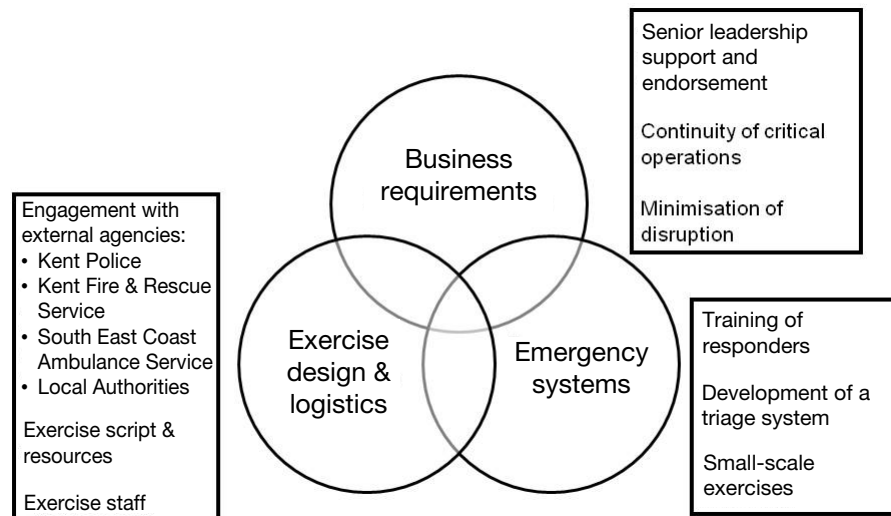 Senior leadership
support and
endorsement
Continuity of critical
operations
Minimisation of
disruption
Business
requirements
Engagement with
external agencies:
• Kent Police
• Kent Fire & Rescue
Service
• South East Coast
Ambulance Service
• Local Authorities
Exercise script &
resources
Exercise staff
Exercise
design &
logistics
Emergency
systems
Training of
responders
Development of a
triage system
Small-scale
exercises